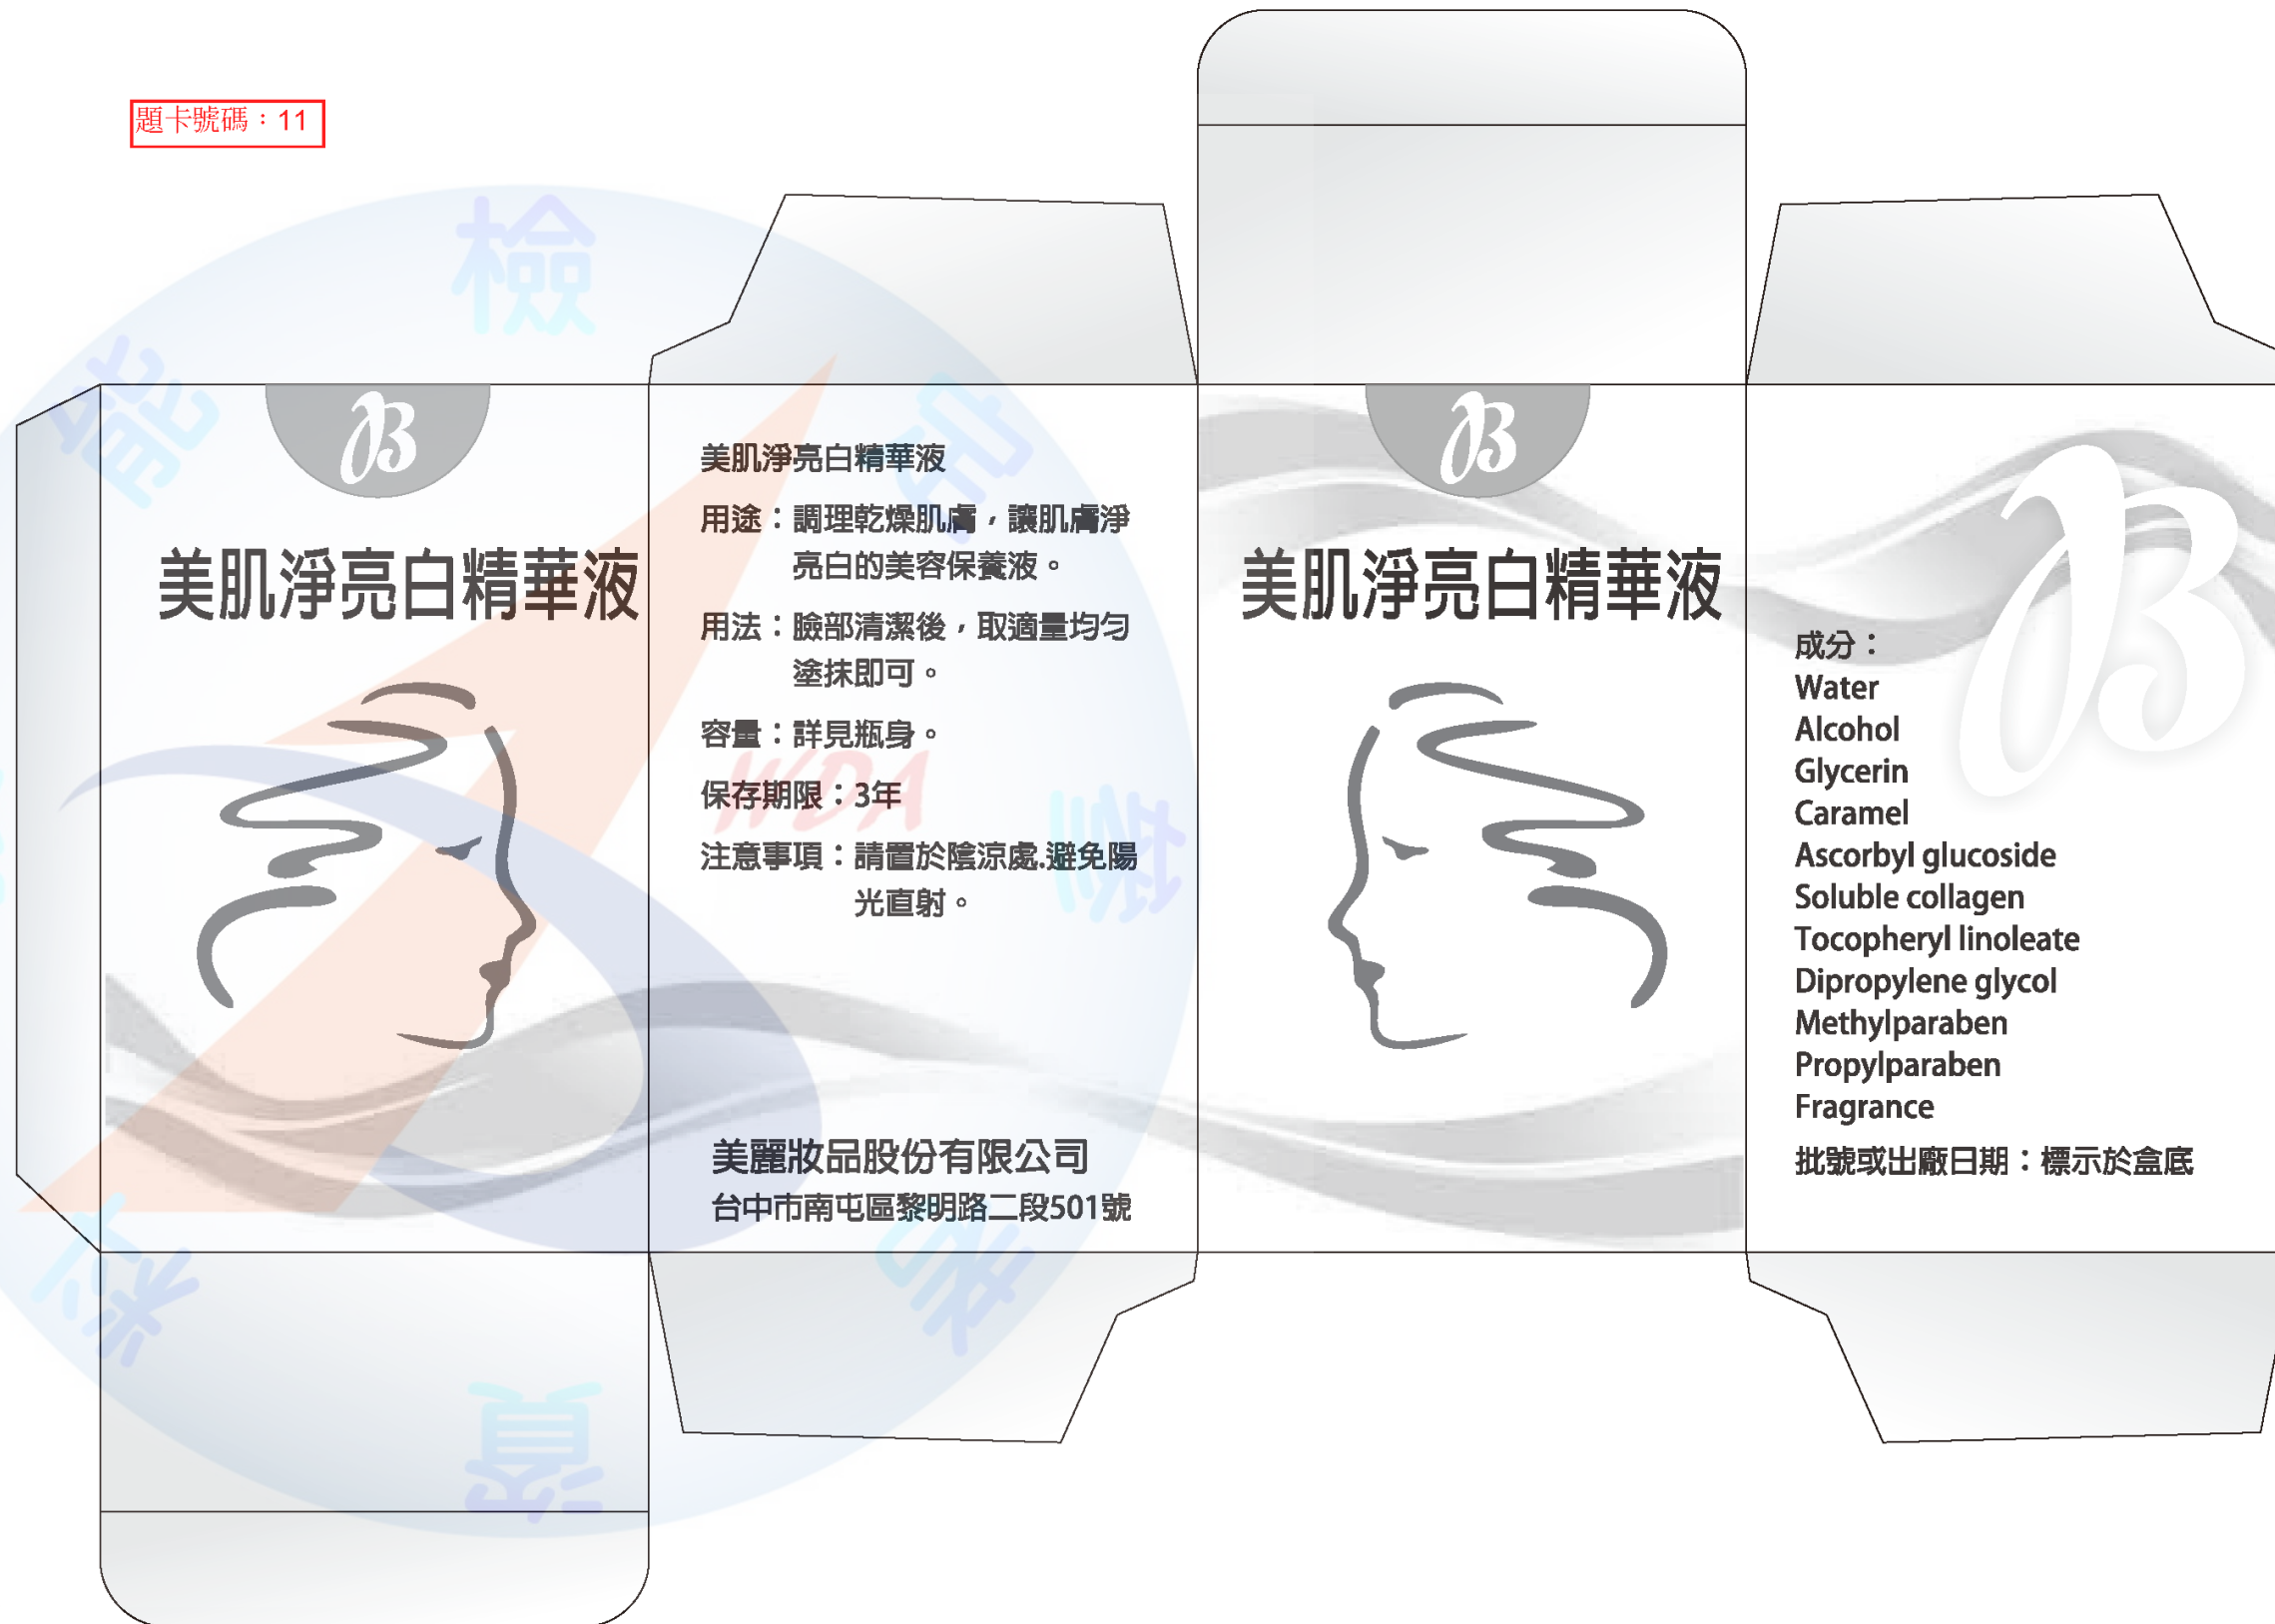 題卡號碼：11
B
美肌淨亮白精華液
美肌淨亮白精華液
用途：調理乾燥肌膚，讓肌膚淨
亮白的美容保養液。
用法：臉部清潔後，取適量均勻
塗抹即可。
容量：詳見瓶身。
保存期限：3年
注意事項：請置於陰涼處.避免陽
光直射。
美麗妝品股份有限公司
台中市南屯區黎明路二段501號
B
美肌淨亮白精華液
B
成分：
Water
Alcohol
Glycerin
Caramel
Ascorbyl glucoside
Soluble collagen
Tocopheryl linoleate
Dipropylene glycol
Methylparaben
Propylparaben
Fragrance
批號或出廠日期：標示於盒底
WDA
能
檢
定